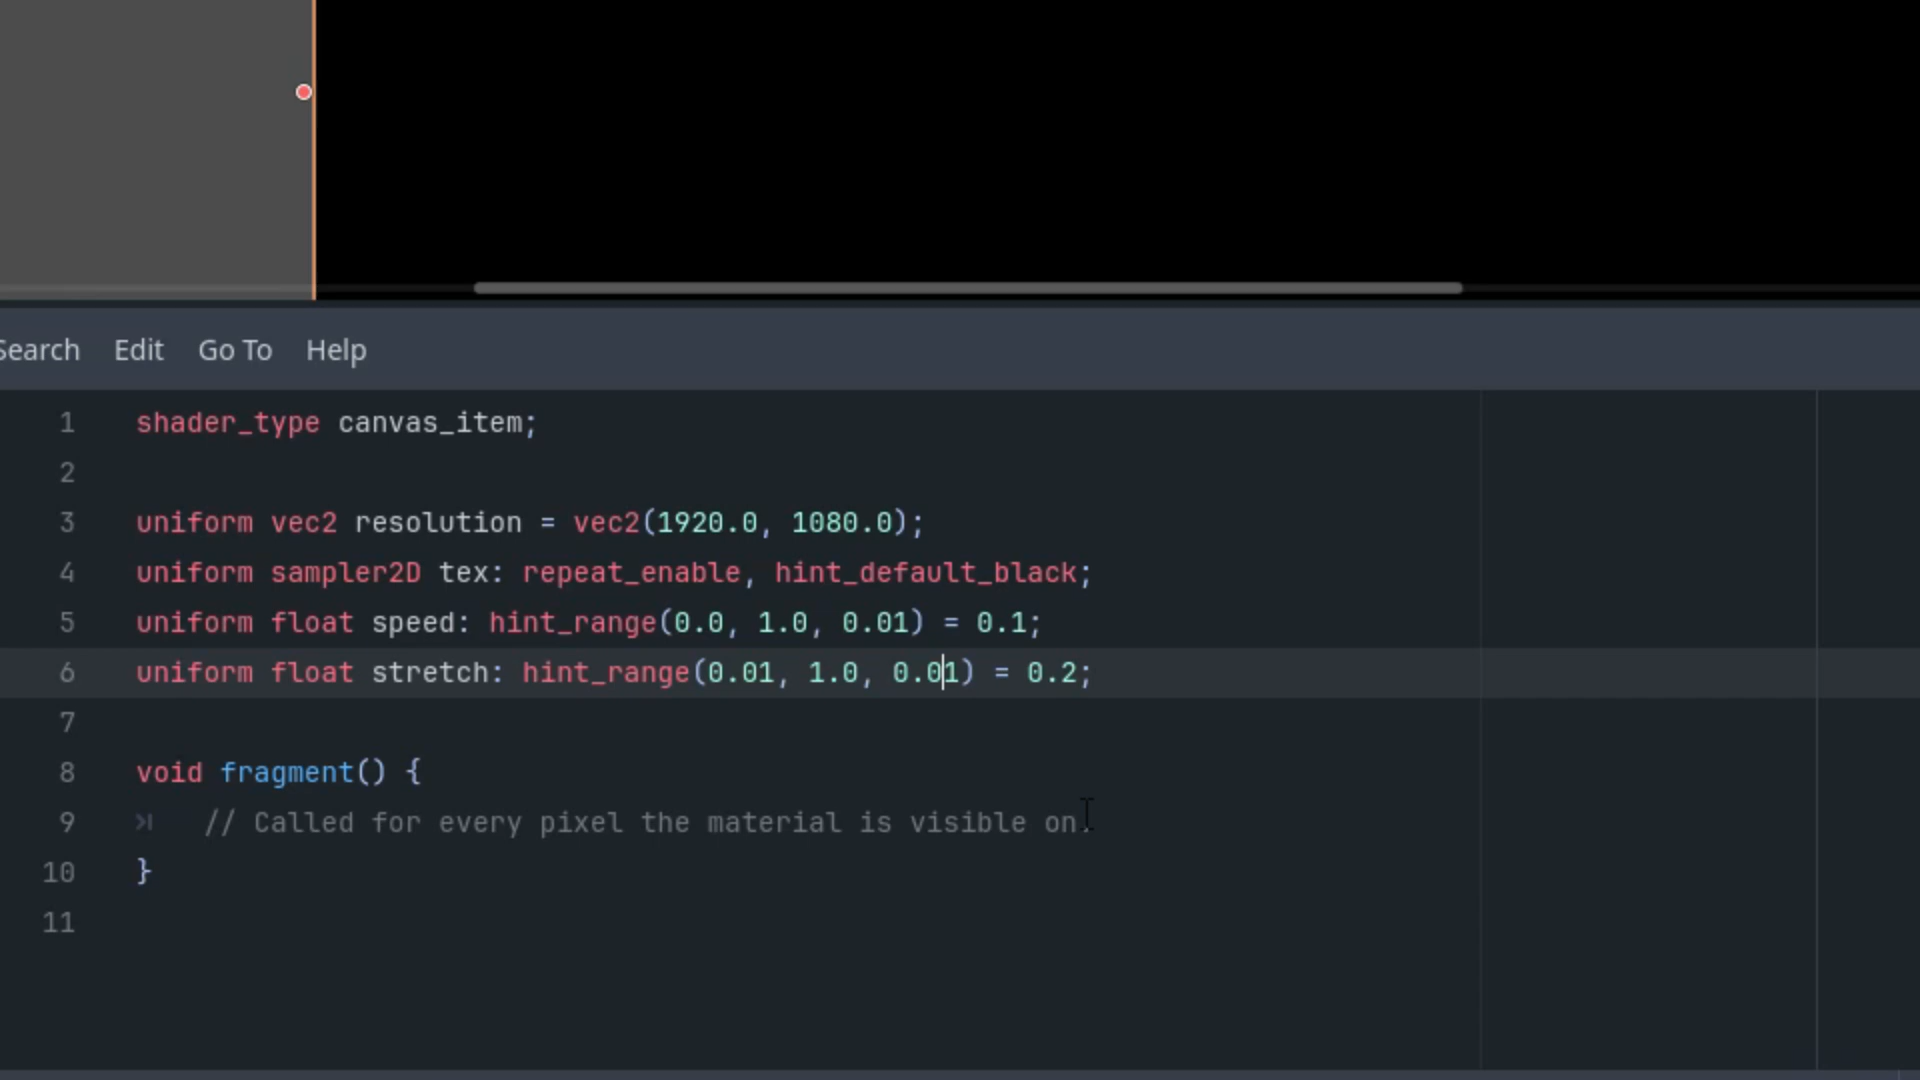 Search Edit Go To Help
1 shader_type canvas_item;
2
3 uniform vec2 resolution = vec2(1920.0, 1080.0);
4 uniform sampler2D tex: repeat_enable, hint_default_black;
5 uniform float speed: hint_range(0.0, 1.0, 0.01) = 0.1;
6 uniform float stretch: hint_range(0.01, 1.0, 0.01) = 0.2;
7
8 void fragment() {
9 // Called for every pixel the material is visible on.
10 }
11